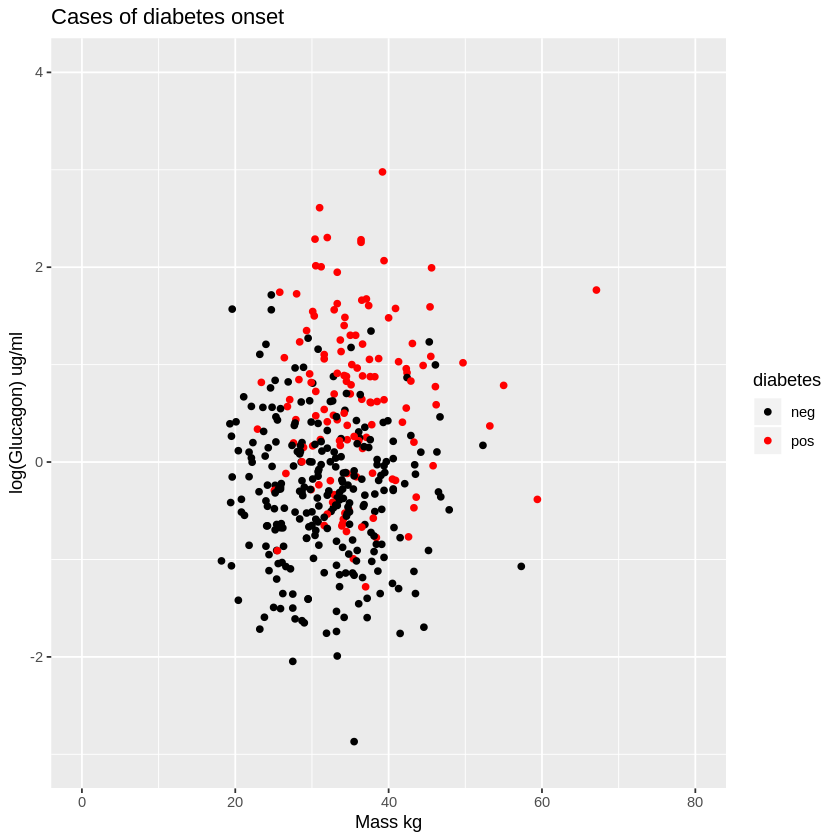 Cases of diabetes onset
log(Glucagon) ug/ml
4
2
0
-2
0
20
40
60
80
Mass kg
diabetes
neg
pos